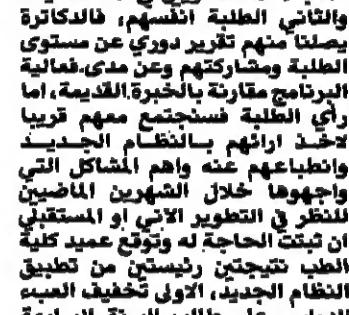 والثاني الطلبة انفسهم، فالدكاترة
يصلنا منهم تقرير دوري عن مستوى
الطلبة ومشاركتهم وعن مدى.فعالية
البرنامج مقارنة بالخبرة.القديمة، اما
رأي الطلبة فسنجتمع معهم قريبا
لاخذ ارائهم بالنظام الجديد
وانطباعهم عنه واهم المشاكل التي
واجهوها خلال الشهرين الماضيين
للنظر في التطوير الآني او المستقبلي
ان ثبتت الحاجة له وتوقع عميد كلية
الطب نتيجتين رئيستين من تطبيق
النظام الجديد، الاولى تخفيف العبء